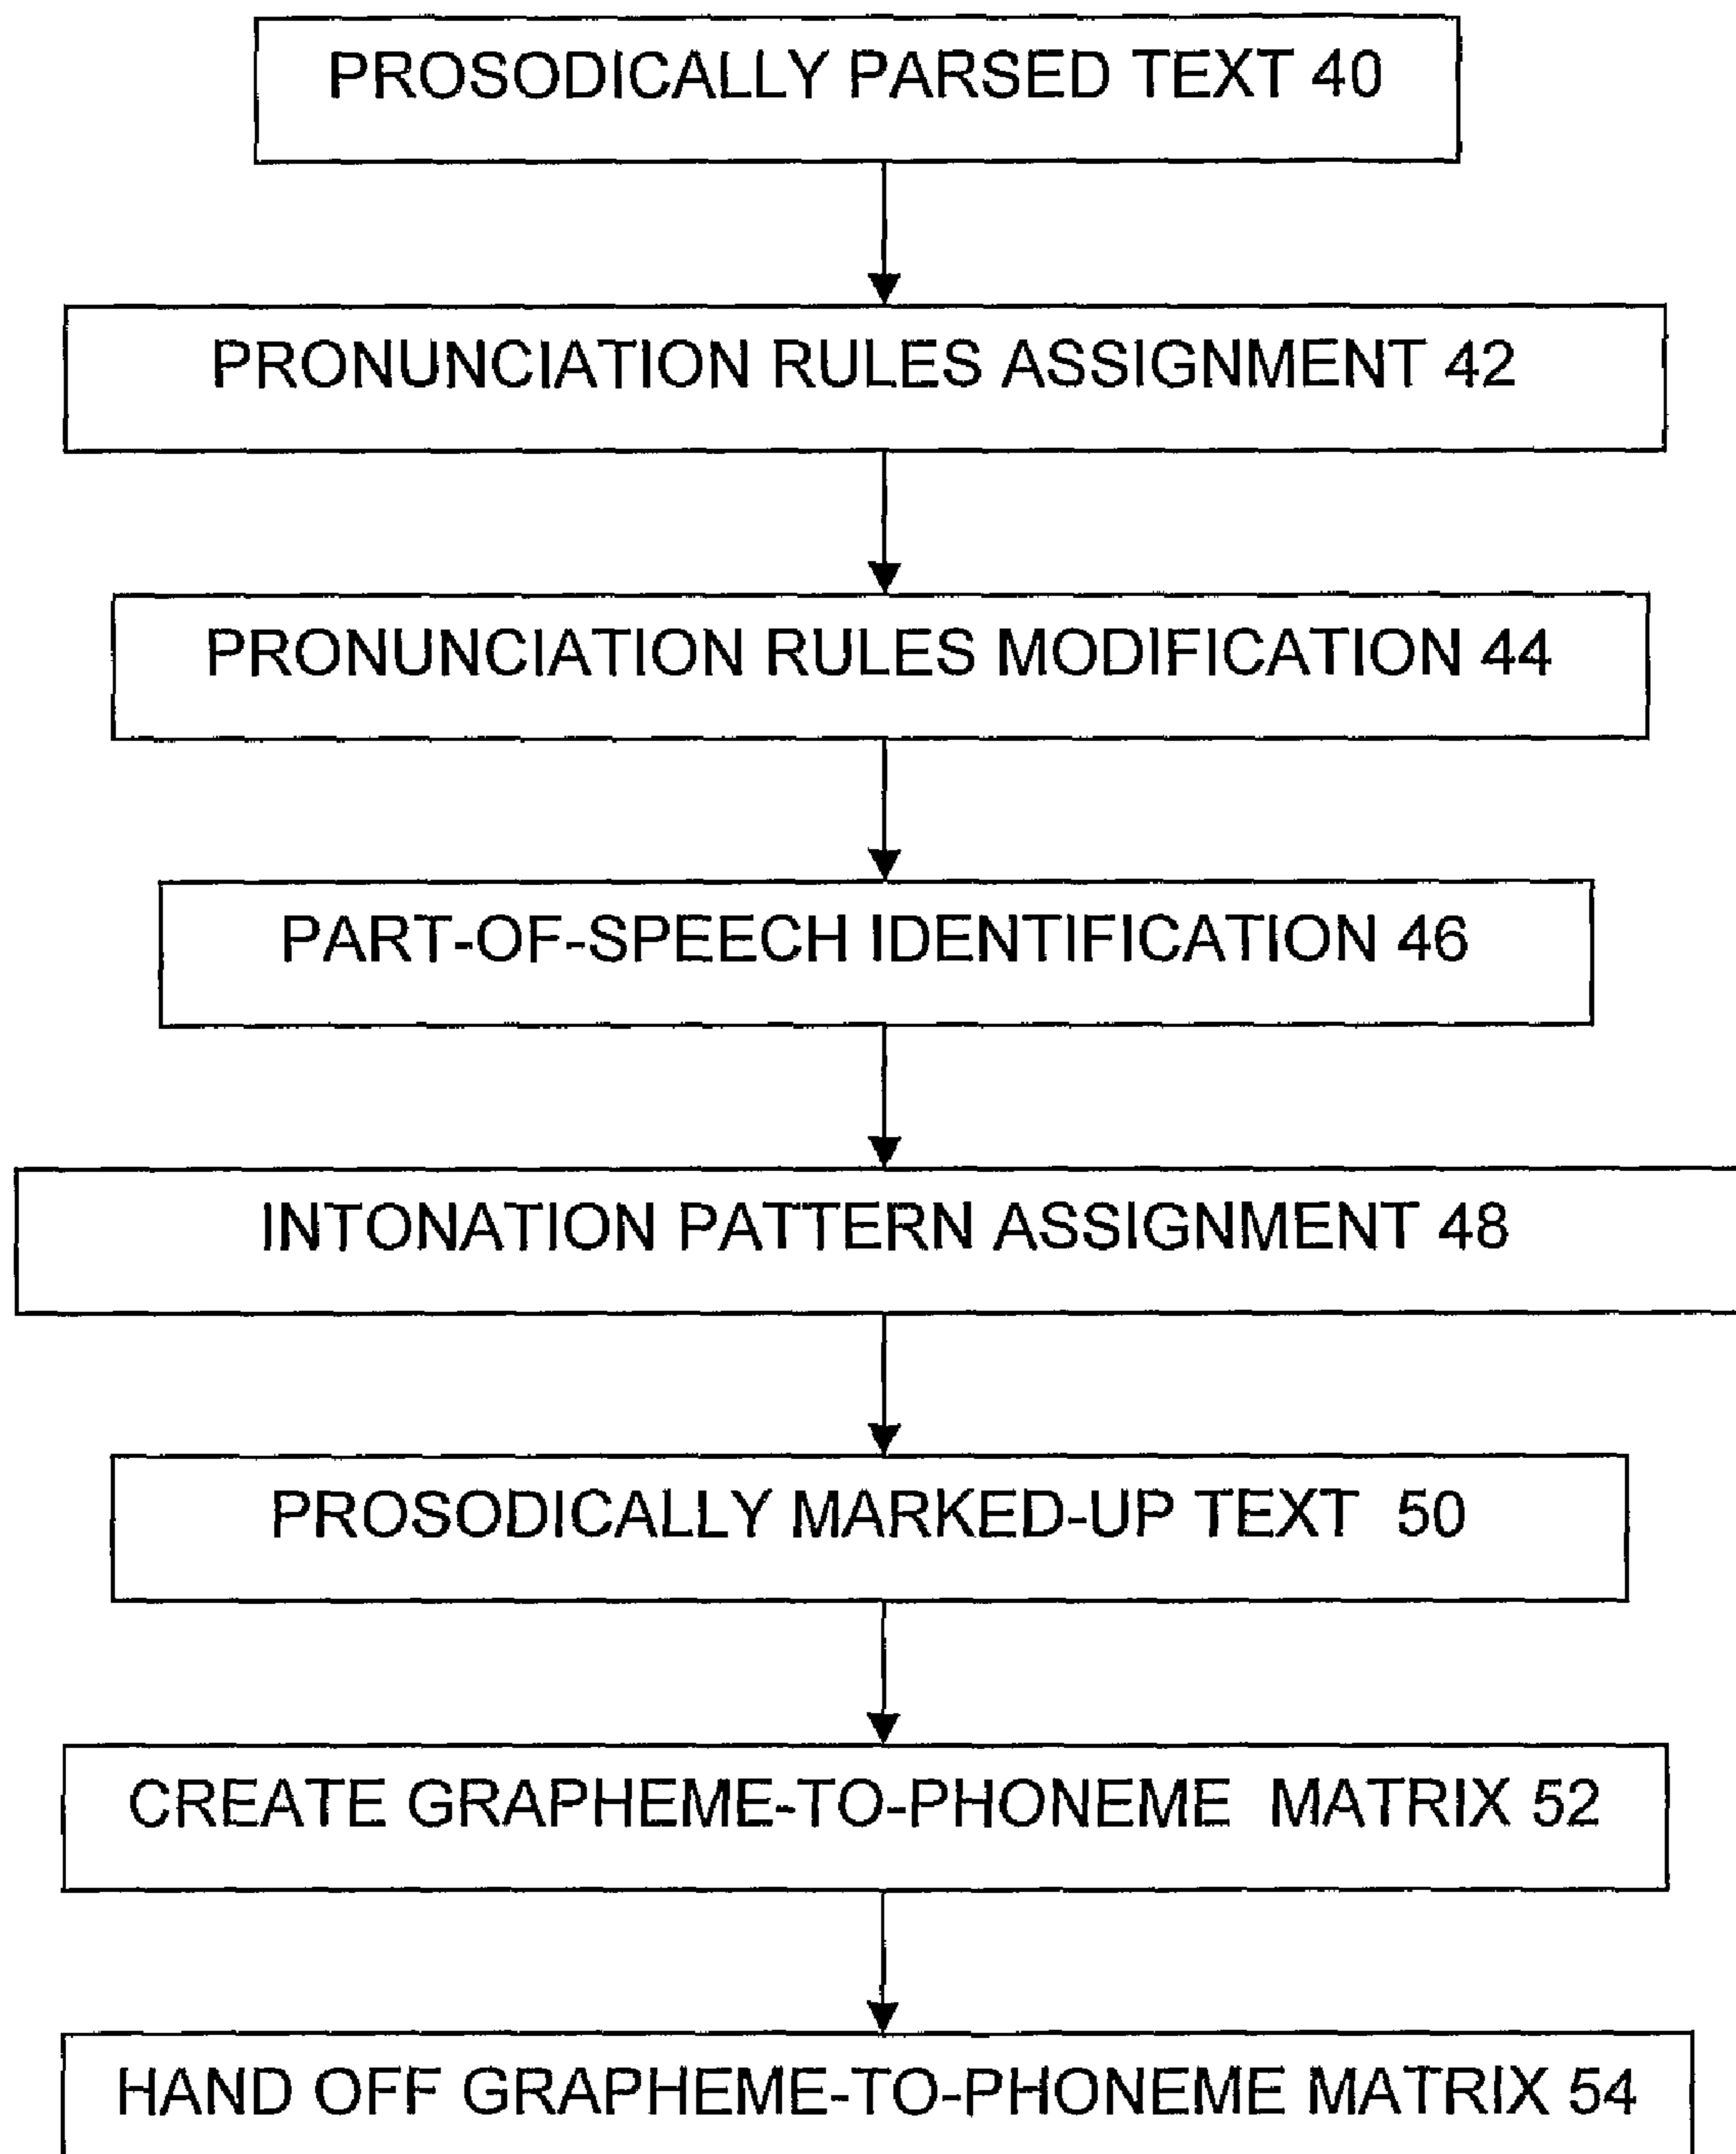 PROSODICALLY PARSED TEXT 40
PRONUNCIATION RULES ASSIGNMENT 42
PRONUNCIATION RULES MODIFICATION 44
PART-OF-SPEECH IDENTIFICATION 46
INTONATION PATTERN ASSIGNMENT 48
PROSODICALLY MARKED-UP TEXT 50
CREATE GRAPHEME-TO-PHONEME MATRIX 52
HAND OFF GRAPHEME-TO-PHONEME MATRIX 54